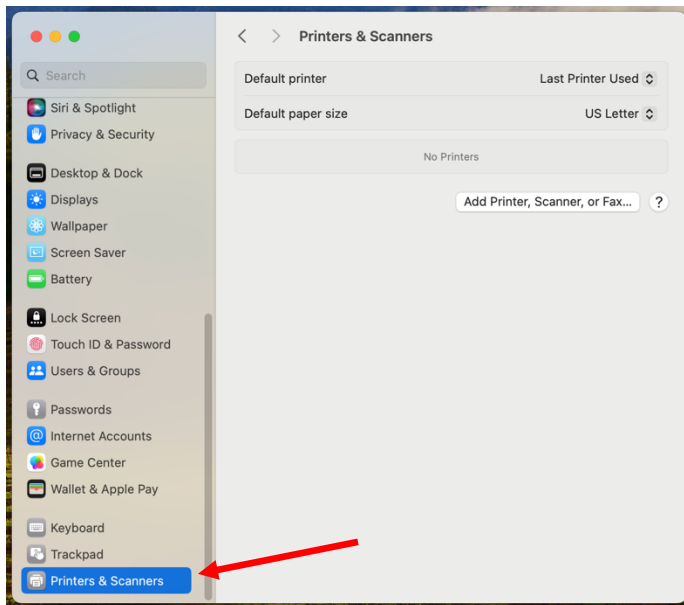 Printers & Scanners
Search
Siri & Spotlight
Privacy & Security
Desktop & Dock
Displays
Wallpaper
Screen Saver
Battery
Lock Screen
Touch ID & Password
Users & Groups
Passwords
Internet Accounts
Game Center
Wallet & Apple Pay
Keyboard
Trackpad
Printers & Scanners
Default printer Last Printer Used
Default paper size US Letter
No Printers
Add Printer, Scanner, or Fax... ?